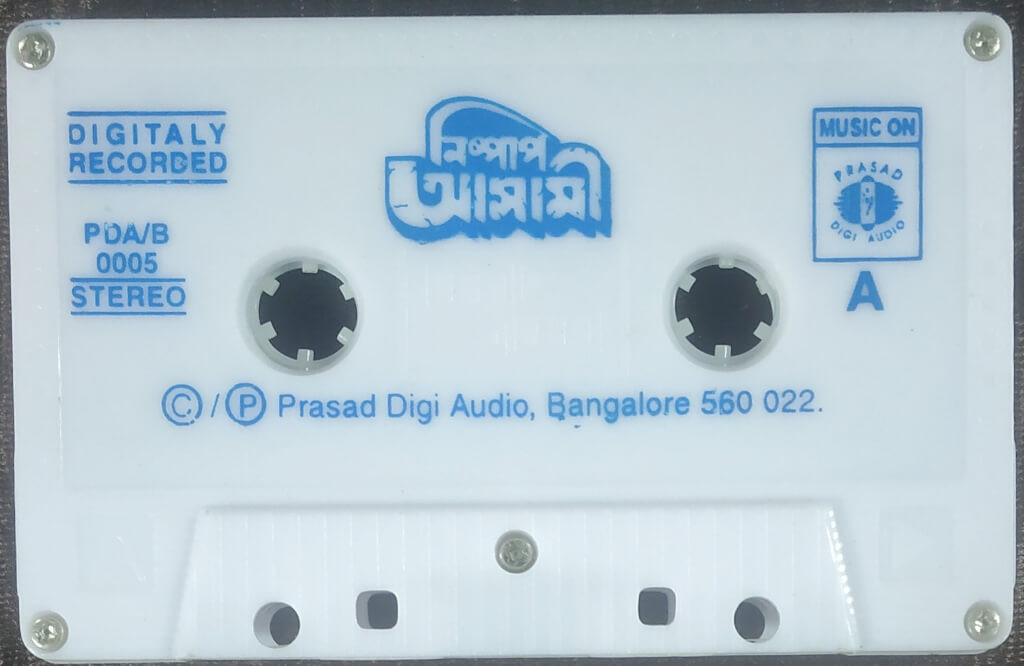 DIGITALY
RECORDED
PDA/B
0005
STEREO
নিষ্পাপ
আসামী
MUSIC ON
PRASAD
DIGI AUDIO
A
Ⓒ/Ⓟ Prasad Digi Audio, Bangalore 560 022.